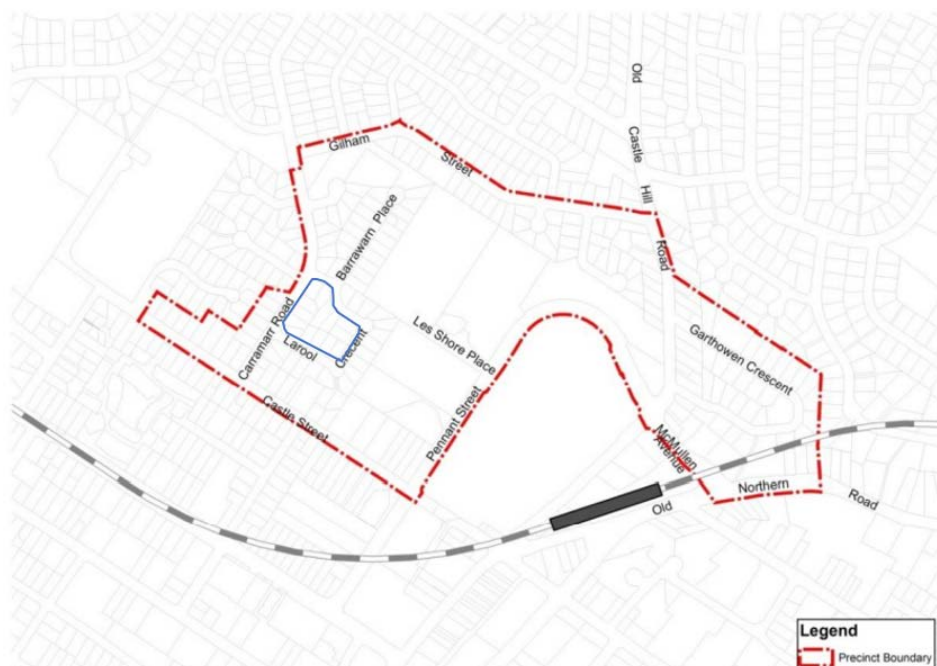 Old
Castle
Hill
Road
Gilham
Street
Barrawarn Place
Carramarr Road
Larool
Crecent
Les Shore Place
Garthowen Crescent
Castle Street
Pennant Street
McMullen
Avenue
Old
Northern
Road
Legend
Precinct Boundary